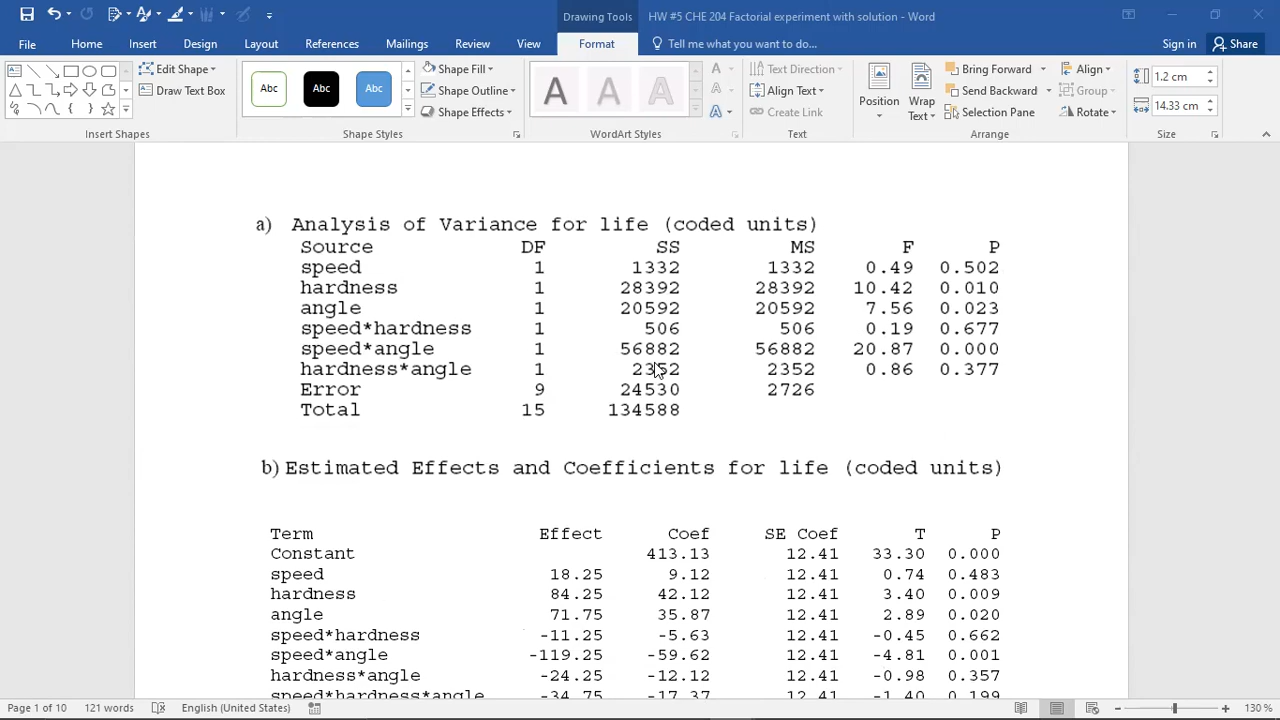 Drawing Tools
HW #5 CHE 204 Factorial experiment with solution - Word
File Home Insert Design Layout References Mailings Review View Format Tell me what you want to do... Sign in Share
Edit Shape
Draw Text Box
Insert Shapes
Abc Abc Abc
Shape Fill
Shape Outline
Shape Effects
Shape Styles
A A A
WordArt Styles
Text Direction
Align Text
Create Link
Text
Position
Wrap Text
Bring Forward
Send Backward
Selection Pane
Align
Group
Rotate
Arrange
1.2 cm
14.33 cm
Size
a) Analysis of Variance for life (coded units)
Source DF SS MS F P
speed 1 1332 1332 0.49 0.502
hardness 1 28392 28392 10.42 0.010
angle 1 20592 20592 7.56 0.023
speed*hardness 1 506 506 0.19 0.677
speed*angle 1 56882 56882 20.87 0.000
hardness*angle 1 2352 2352 0.86 0.377
Error 9 24530 2726
Total 15 134588
b) Estimated Effects and Coefficients for life (coded units)
Term Effect Coef SE Coef T P
Constant 413.13 12.41 33.30 0.000
speed 18.25 9.12 12.41 0.74 0.483
hardness 84.25 42.12 12.41 3.40 0.009
angle 71.75 35.87 12.41 2.89 0.020
speed*hardness -11.25 -5.63 12.41 -0.45 0.662
speed*angle -119.25 -59.62 12.41 -4.81 0.001
hardness*angle -24.25 -12.12 12.41 -0.98 0.357
speed*hardness*angle -34.75 -17.37 12.41 -1.40 0.199
Page 1 of 10 121 words English (United States) 130 %